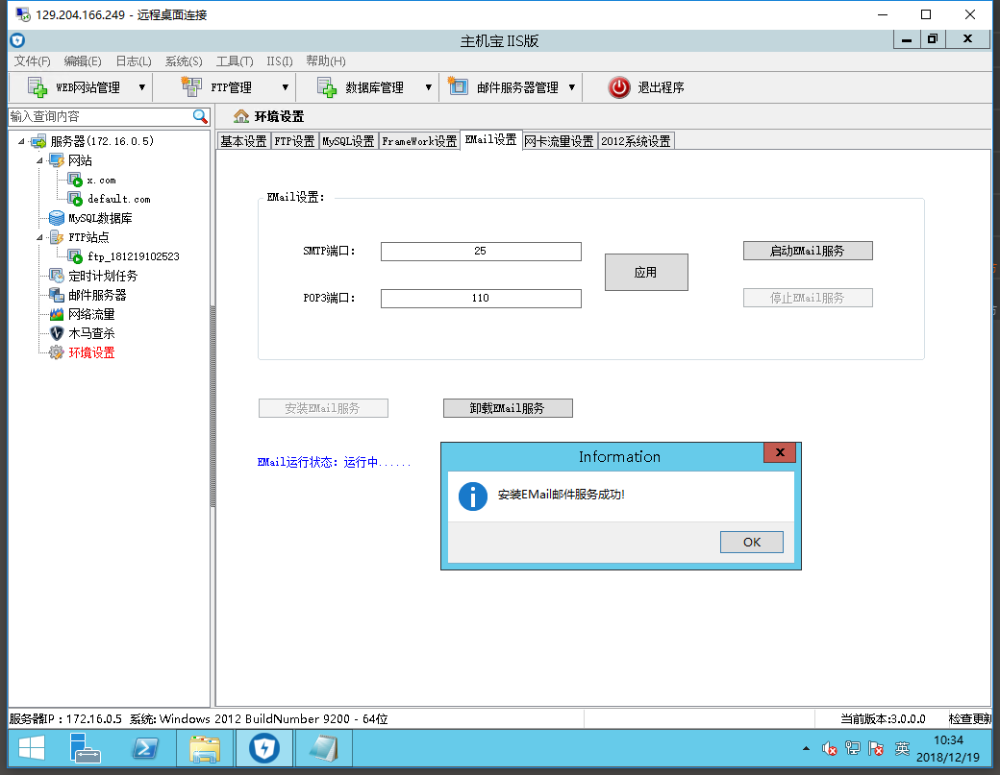 129.204.166.249 - 远程桌面连接
主机宝 IIS版
文件(F) 编辑(E) 日志(L) 系统(S) 工具(T) IIS(I) 帮助(H)
WEB网站管理 FTP管理 数据库管理 邮件服务器管理 退出程序
输入查询内容
环境设置
服务器(172.16.0.5)
网站
x.com
default.com
MySQL数据库
FTP站点
ftp_181219102523
定时计划任务
邮件服务器
网络流量
木马查杀
环境设置
基本设置 FTP设置 MySQL设置 FrameWork设置 EMail设置 网卡流量设置 2012系统设置
EMail设置:
SMTP端口: 25
应用
启动EMail服务
POP3端口: 110
停止EMail服务
安装EMail服务 卸载EMail服务
EMail运行状态: 运行中......
Information
X
安装EMail邮件服务成功!
OK
服务器IP : 172.16.0.5 系统: Windows 2012 BuildNumber 9200 - 64位
当前版本:3.0.0.0 检查更新
英
10:34
2018/12/19